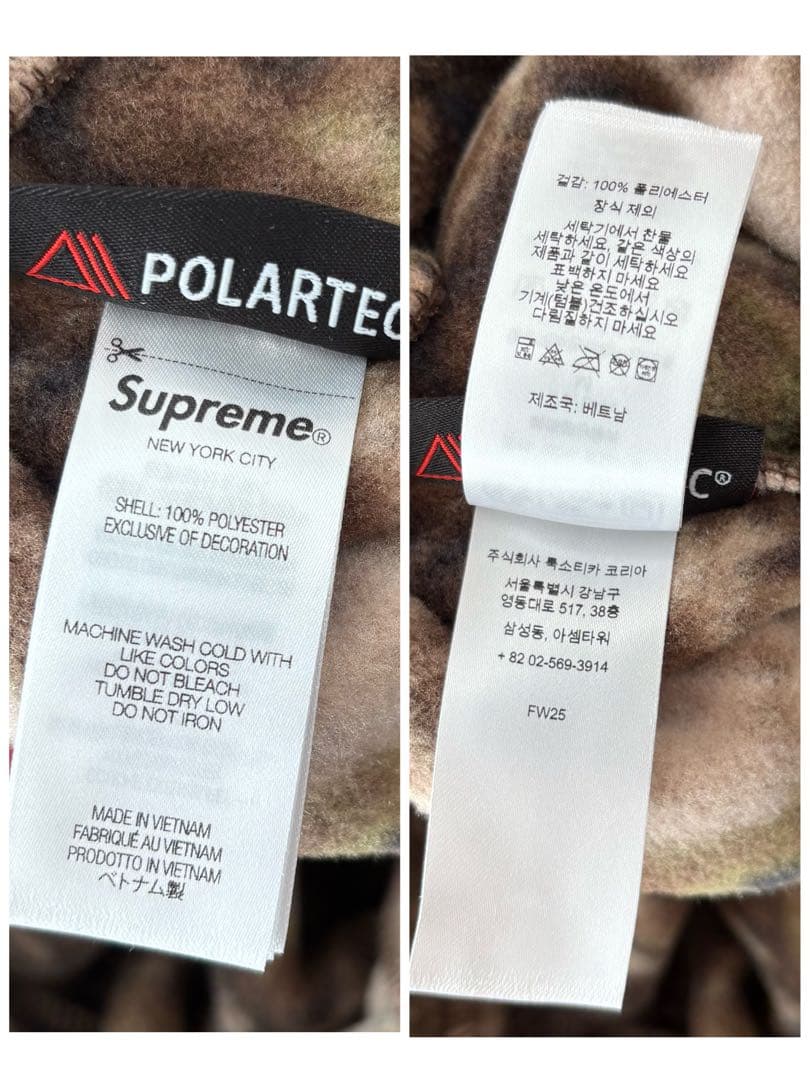 POLARTEC
Supreme®
NEW YORK CITY
SHELL: 100% POLYESTER
EXCLUSIVE OF DECORATION
MACHINE WASH COLD WITH
LIKE COLORS
DO NOT BLEACH
TUMBLE DRY LOW
DO NOT IRON
MADE IN VIETNAM
FABRIQUÉ AU VIETNAM
PRODOTTO IN VIETNAM
ベトナム製
겉감: 100% 폴리에스터
장식 제외
세탁기에서 찬물
세탁하세요. 같은 색상의
제품과 같이 세탁하세요
표백하지 마세요
낮은 온도에서
기계(텀블)건조하십시오
다림질하지 마세요
제조국: 베트남
C®
주식회사 룩소티카 코리아
서울특별시 강남구
영동대로 517, 38층
삼성동, 아셈타워
+ 82 02-569-3914
FW25